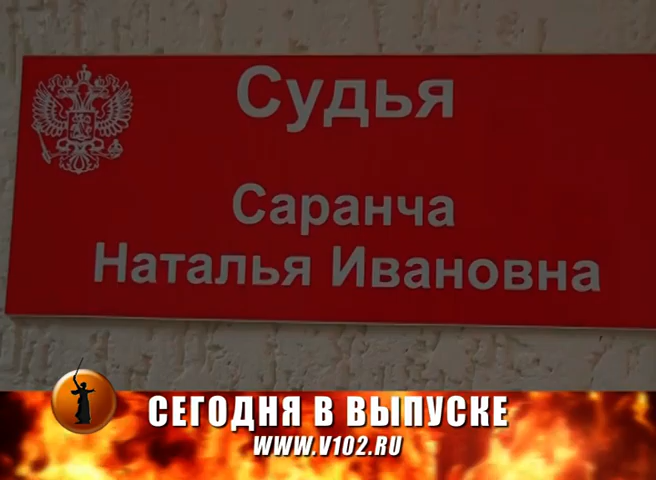 Судья
Саранча
Наталья Ивановна
СЕГОДНЯ В ВЫПУСКЕ
WWW.V102.RU